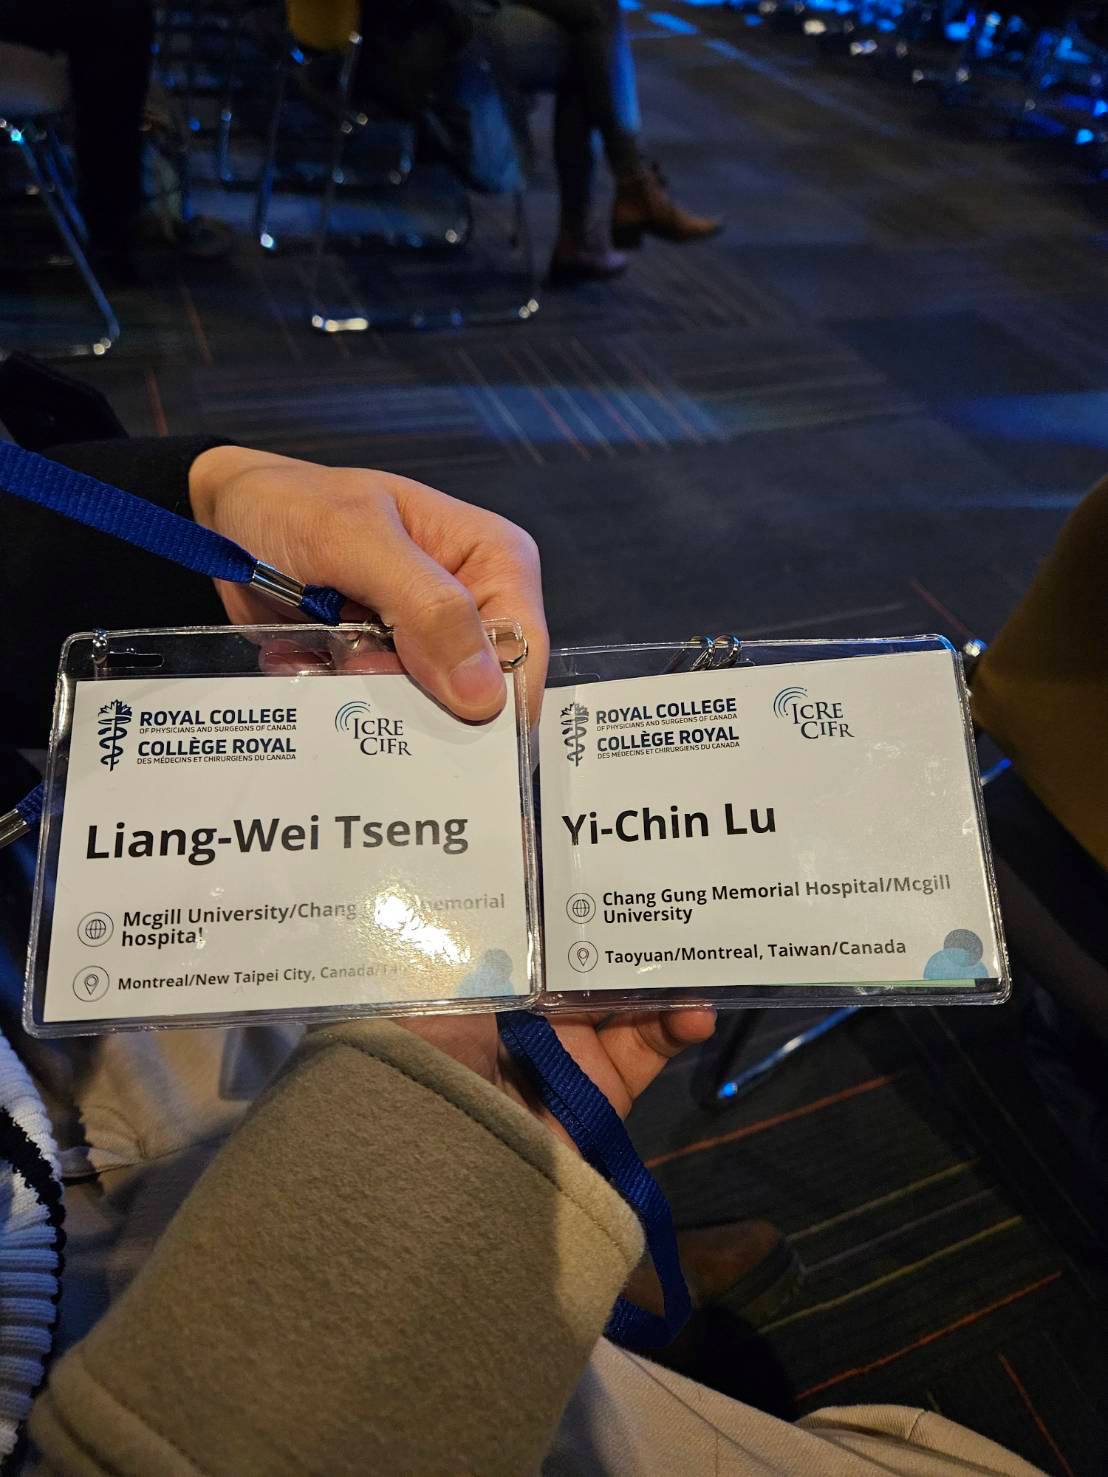 ROYAL COLLEGE
OF PHYSICIANS AND SURGEONS OF CANADA
COLLÈGE ROYAL
DES MÉDECINS ET CHIRURGIENS DU CANADA
ICRE
CIFR
Liang-Wei Tseng
Mcgill University/Chang
hospital
Montreal/New Taipei City, Canada/
ROYAL COLLEGE
OF PHYSICIANS AND SURGEONS OF CANADA
COLLÈGE ROYAL
DES MÉDECINS ET CHIRURGIENS DU CANADA
ICRE
CIFR
Yi-Chin Lu
Chang Gung Memorial Hospital/Mcgill
University
Taoyuan/Montreal, Taiwan/Canada